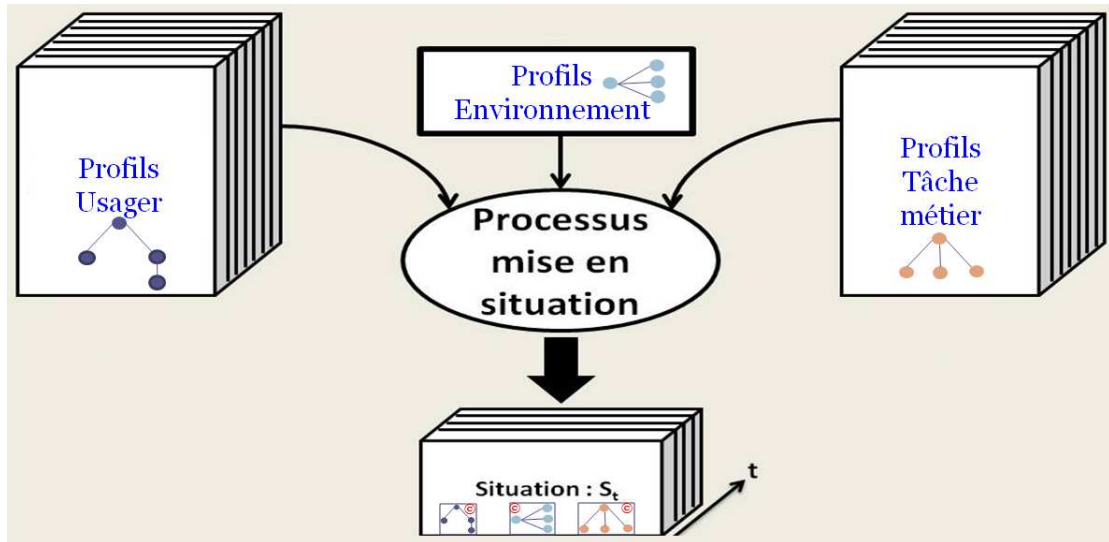 Profils
Usager
Profils
Environnement
Profils
Tâche
métier
Processus
mise en
situation
Situation : Sₜ
t
© © ©